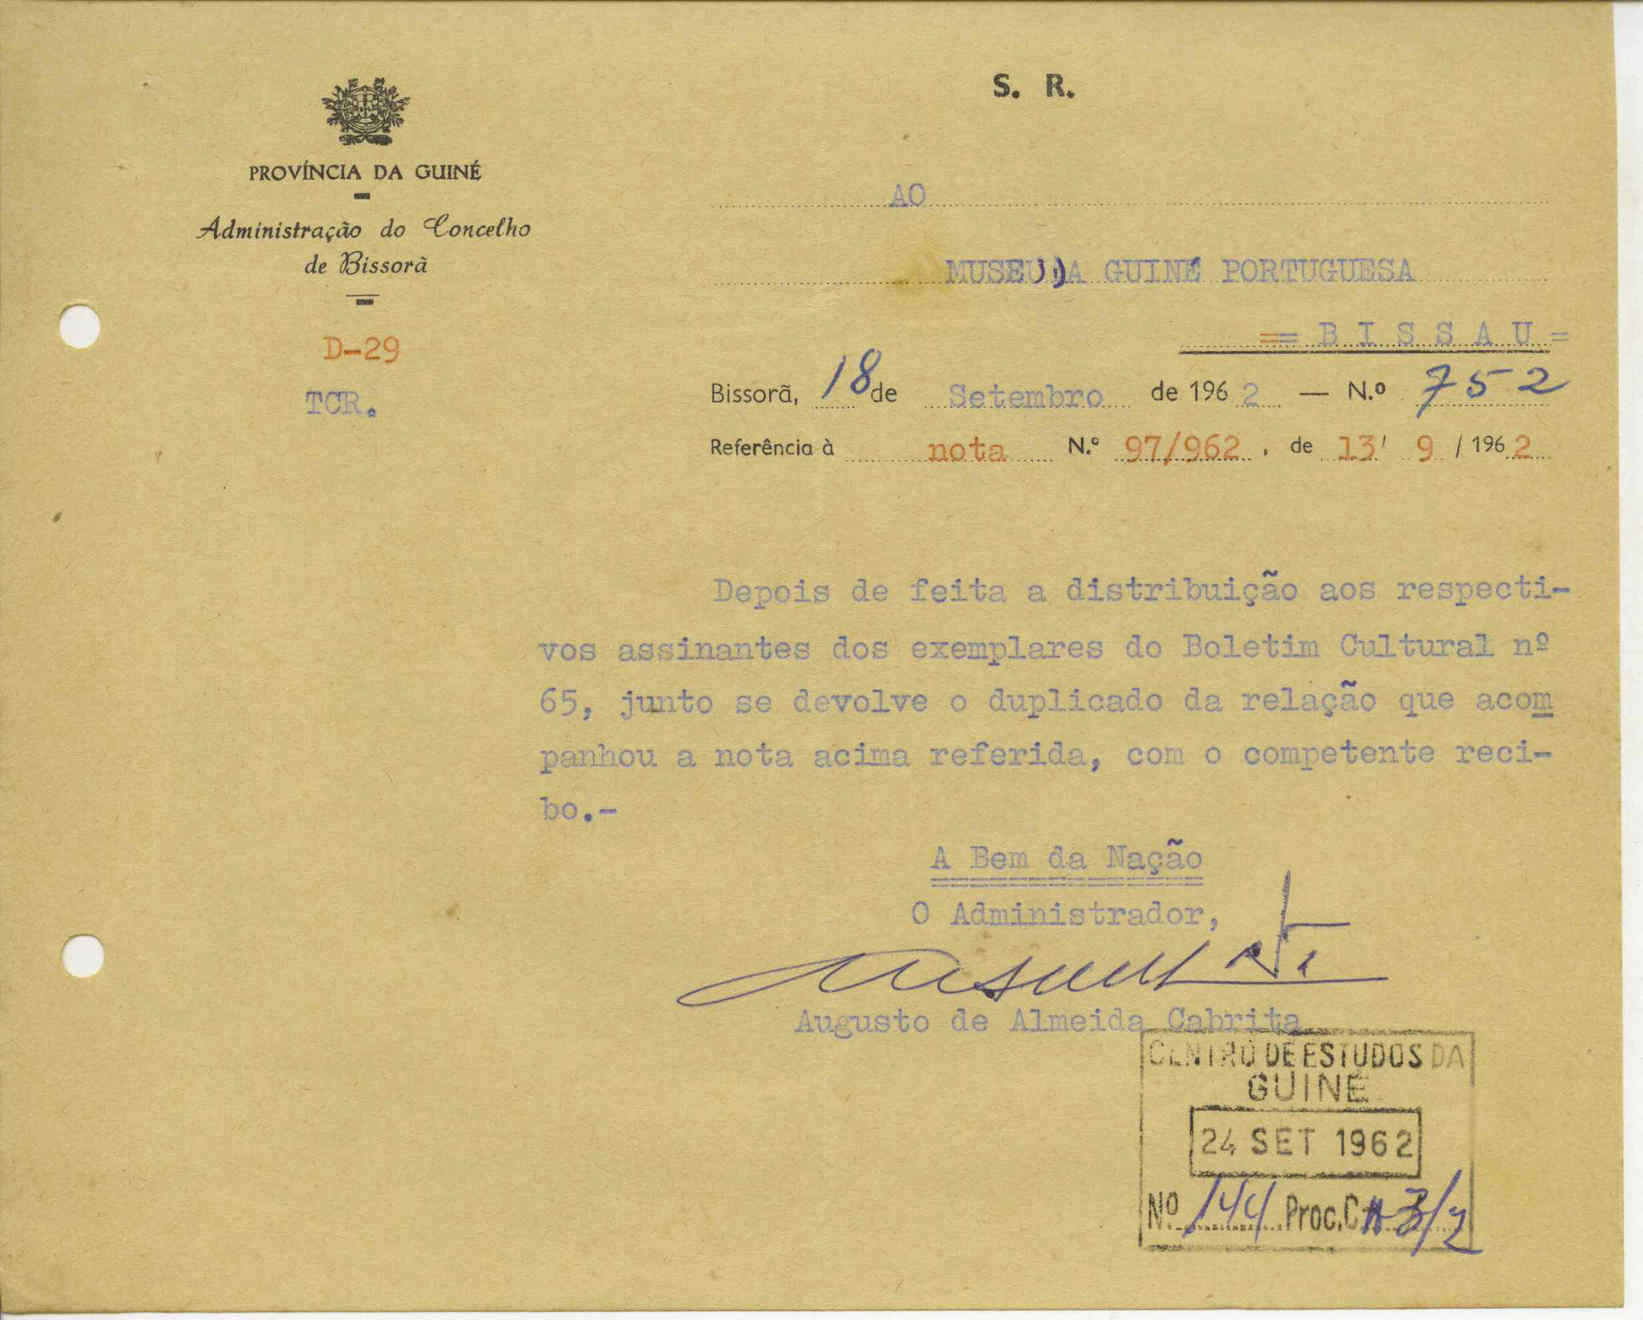 S. R.
PROVÍNCIA DA GUINÉ
Administração do Concelho
de Bissorã
D-29
TCR.
AO
MUSEU DA GUINÉ PORTUGUESA
== B I S S A U =
Bissorã, 18 de Setembro de 1962 — N.º 752
Referência à nota N.º 97/962, de 13/ 9 / 1962
Depois de feita a distribuição aos respecti-
vos assinantes dos exemplares do Boletim Cultural nº
65, junto se devolve o duplicado da relação que acom
panhou a nota acima referida, com o competente reci-
bo.-
A Bem da Nação
O Administrador,
Augusto de Almeida Cabrita
CENTRO DE ESTUDOS DA
GUINÉ
24 SET 1962
Nº 144 Proc. C